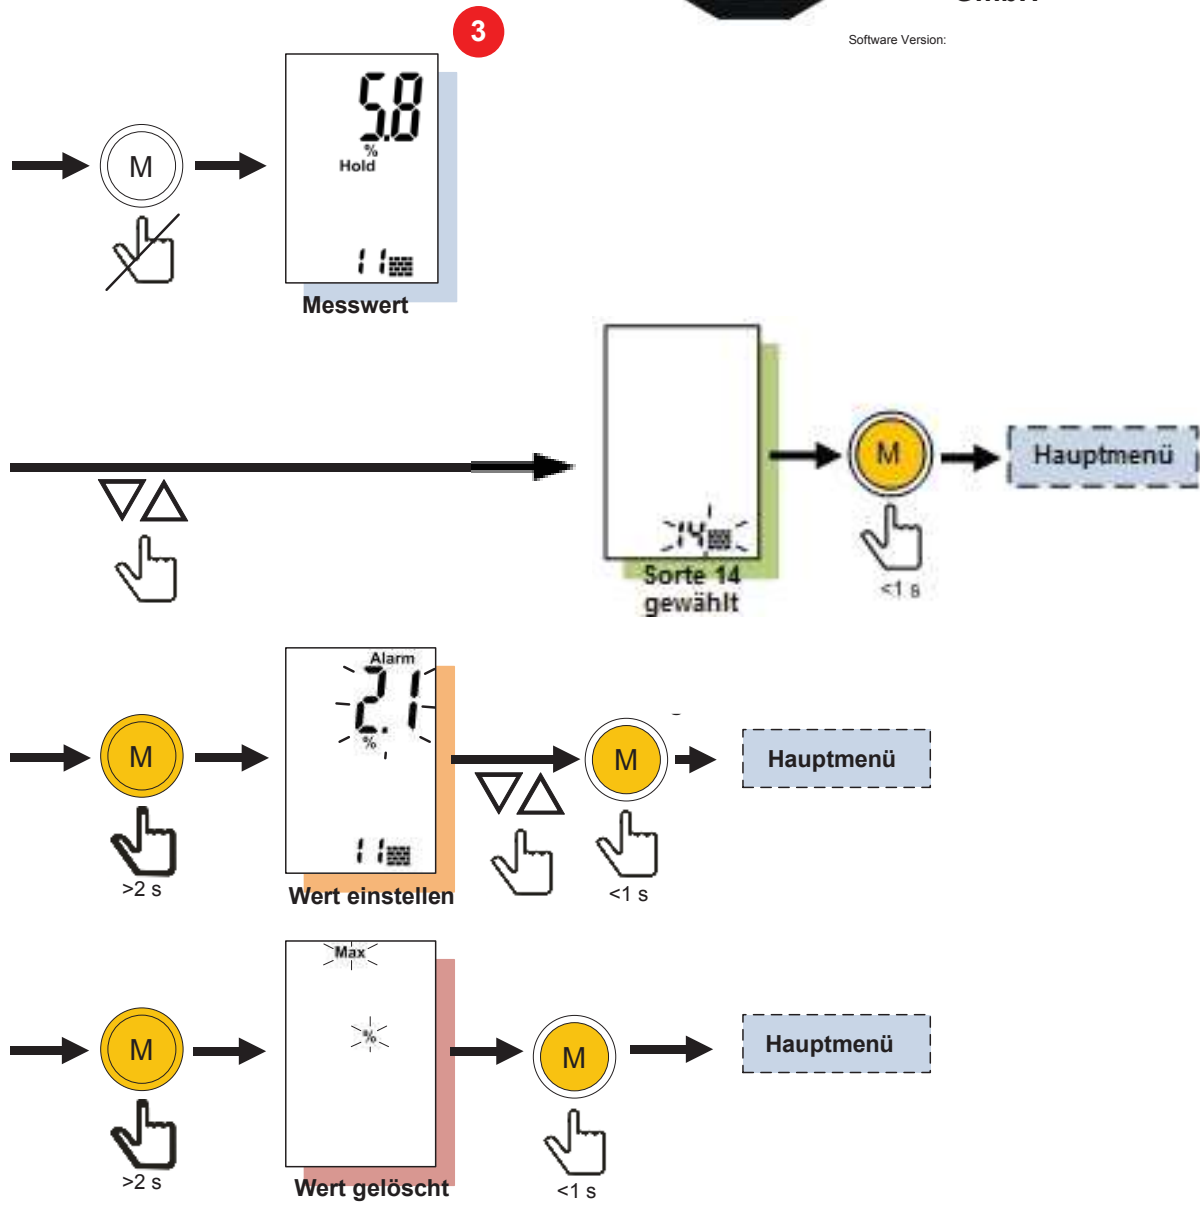 Software Version:
3
5.8
%
Hold
M
11
Messwert
14
Sorte 14
gewählt
M
<1 s
Hauptmenü
M
>2 s
Alarm
2.1
%
11
Wert einstellen
M
<1 s
Hauptmenü
M
>2 s
Max
%
Wert gelöscht
M
<1 s
Hauptmenü